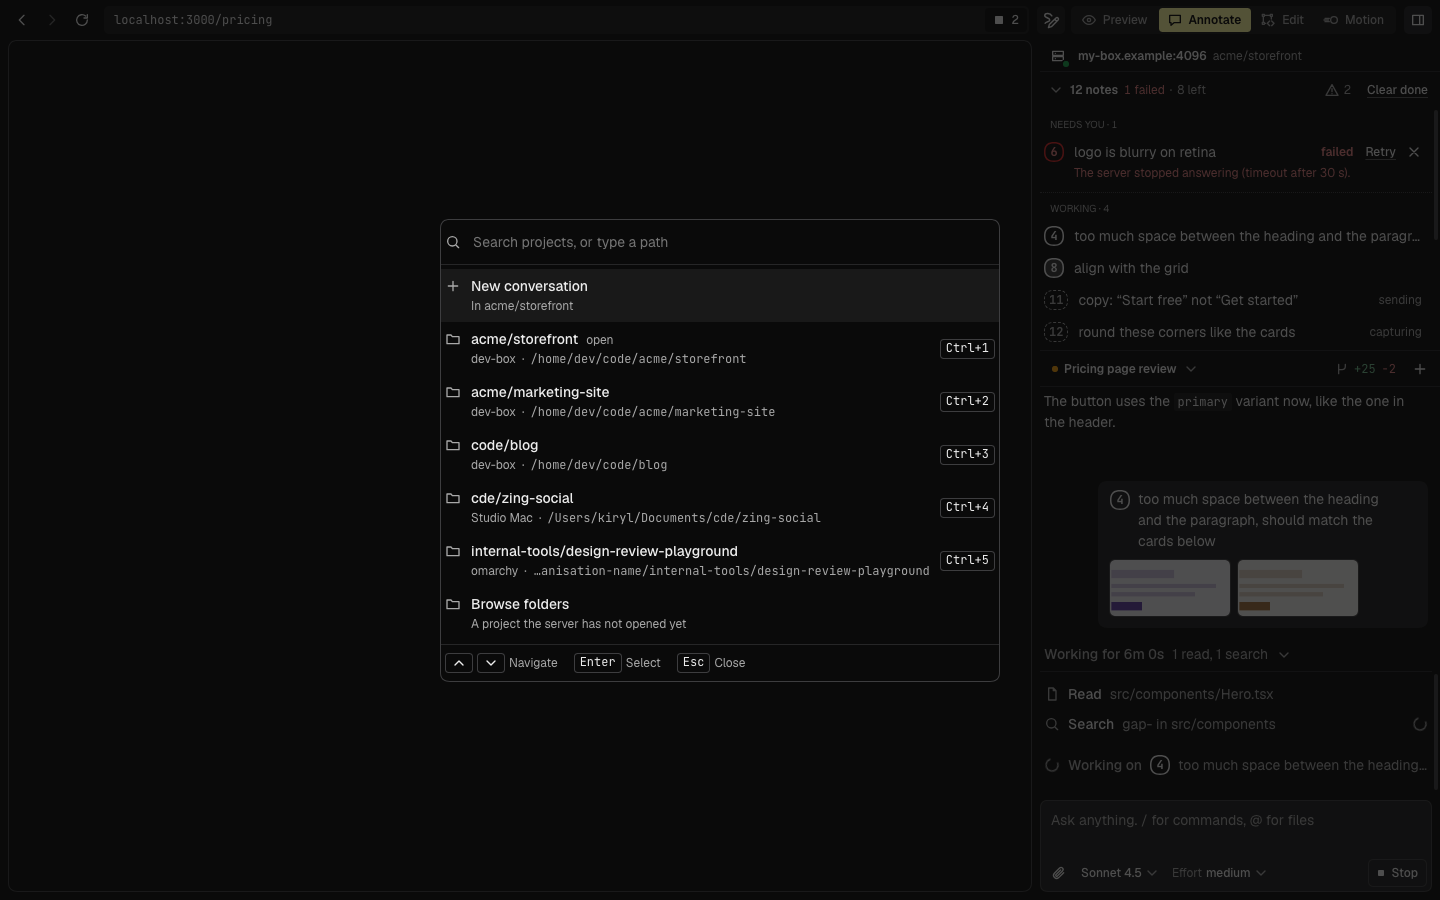 localhost:3000/pricing
2
Preview
Annotate
Edit
Motion
my-box.example:4096 acme/storefront
12 notes 1 failed · 8 left
2
Clear done
NEEDS YOU · 1
6 logo is blurry on retina failed Retry
The server stopped answering (timeout after 30 s).
WORKING · 4
4 too much space between the heading and the paragr…
8 align with the grid
11 copy: “Start free” not “Get started” sending
12 round these corners like the cards capturing
Pricing page review +25 -2
The button uses the primary variant now, like the one in
the header.
4 too much space between the heading
and the paragraph, should match the
cards below
Working for 6m 0s 1 read, 1 search
Read src/components/Hero.tsx
Search gap- in src/components
Working on 4 too much space between the heading…
Ask anything. / for commands, @ for files
Sonnet 4.5 Effort medium Stop
Search projects, or type a path
New conversation
In acme/storefront
acme/storefront open
dev-box · /home/dev/code/acme/storefront
Ctrl+1
acme/marketing-site
dev-box · /home/dev/code/acme/marketing-site
Ctrl+2
code/blog
dev-box · /home/dev/code/blog
Ctrl+3
cde/zing-social
Studio Mac · /Users/kiryl/Documents/cde/zing-social
Ctrl+4
internal-tools/design-review-playground
omarchy · …anisation-name/internal-tools/design-review-playground
Ctrl+5
Browse folders
A project the server has not opened yet
Navigate Enter Select Esc Close